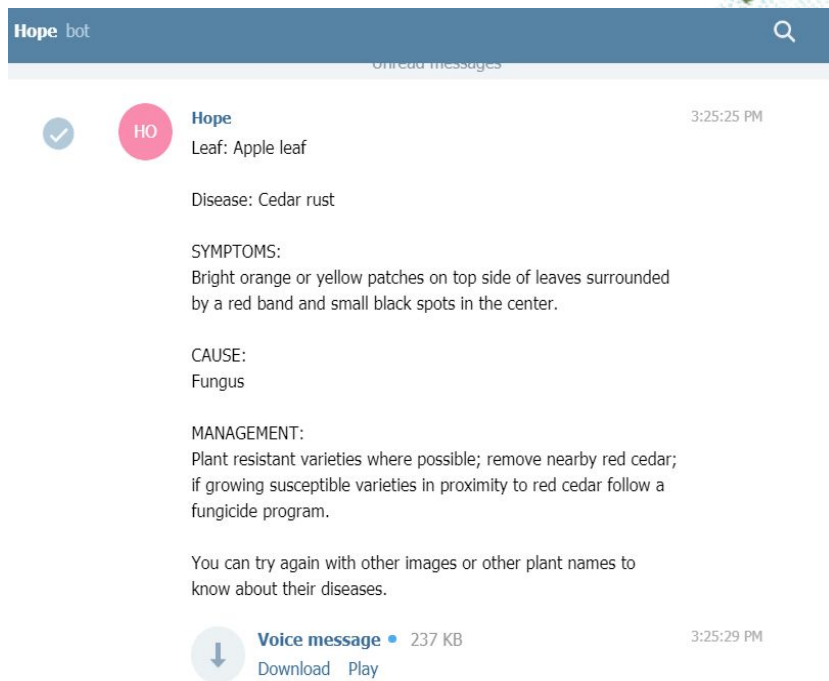 Hope bot
Unread messages
HO
Hope 3:25:25 PM
Leaf: Apple leaf
Disease: Cedar rust
SYMPTOMS:
Bright orange or yellow patches on top side of leaves surrounded
by a red band and small black spots in the center.
CAUSE:
Fungus
MANAGEMENT:
Plant resistant varieties where possible; remove nearby red cedar;
if growing susceptible varieties in proximity to red cedar follow a
fungicide program.
You can try again with other images or other plant names to
know about their diseases.
Voice message 237 KB 3:25:29 PM
Download Play